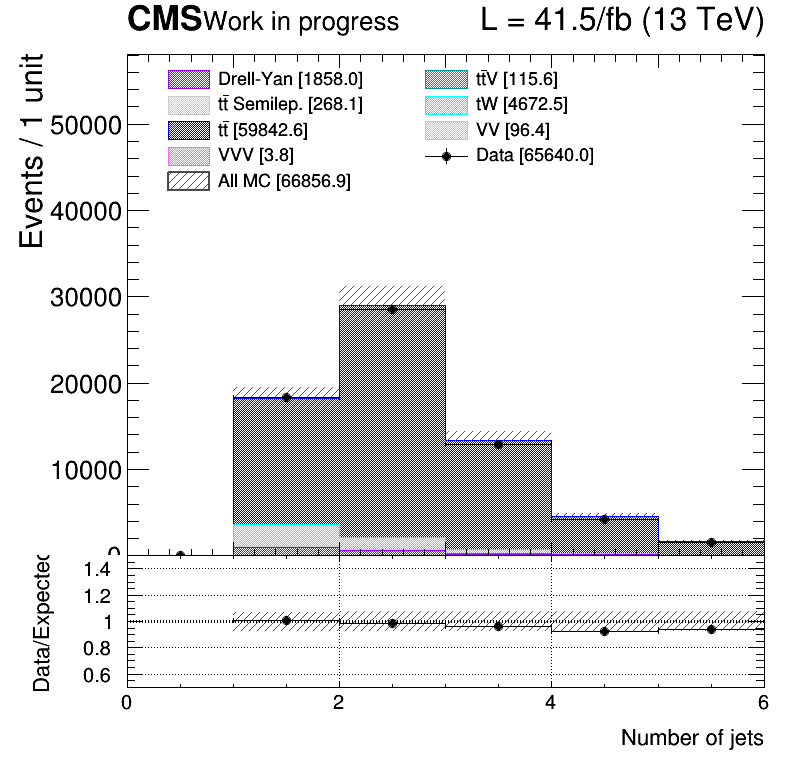 CMS Work in progress L = 41.5/fb (13 TeV)
Events / 1 unit
Drell-Yan [1858.0] tt̄V [115.6]
tt̄ Semilep. [268.1] tW [4672.5]
tt̄ [59842.6] VV [96.4]
VVV [3.8] Data [65640.0]
All MC [66856.9]
50000
40000
30000
20000
10000
0
Data/Expected
1.4
1.2
1
0.8
0.6
0 2 4 6
Number of jets